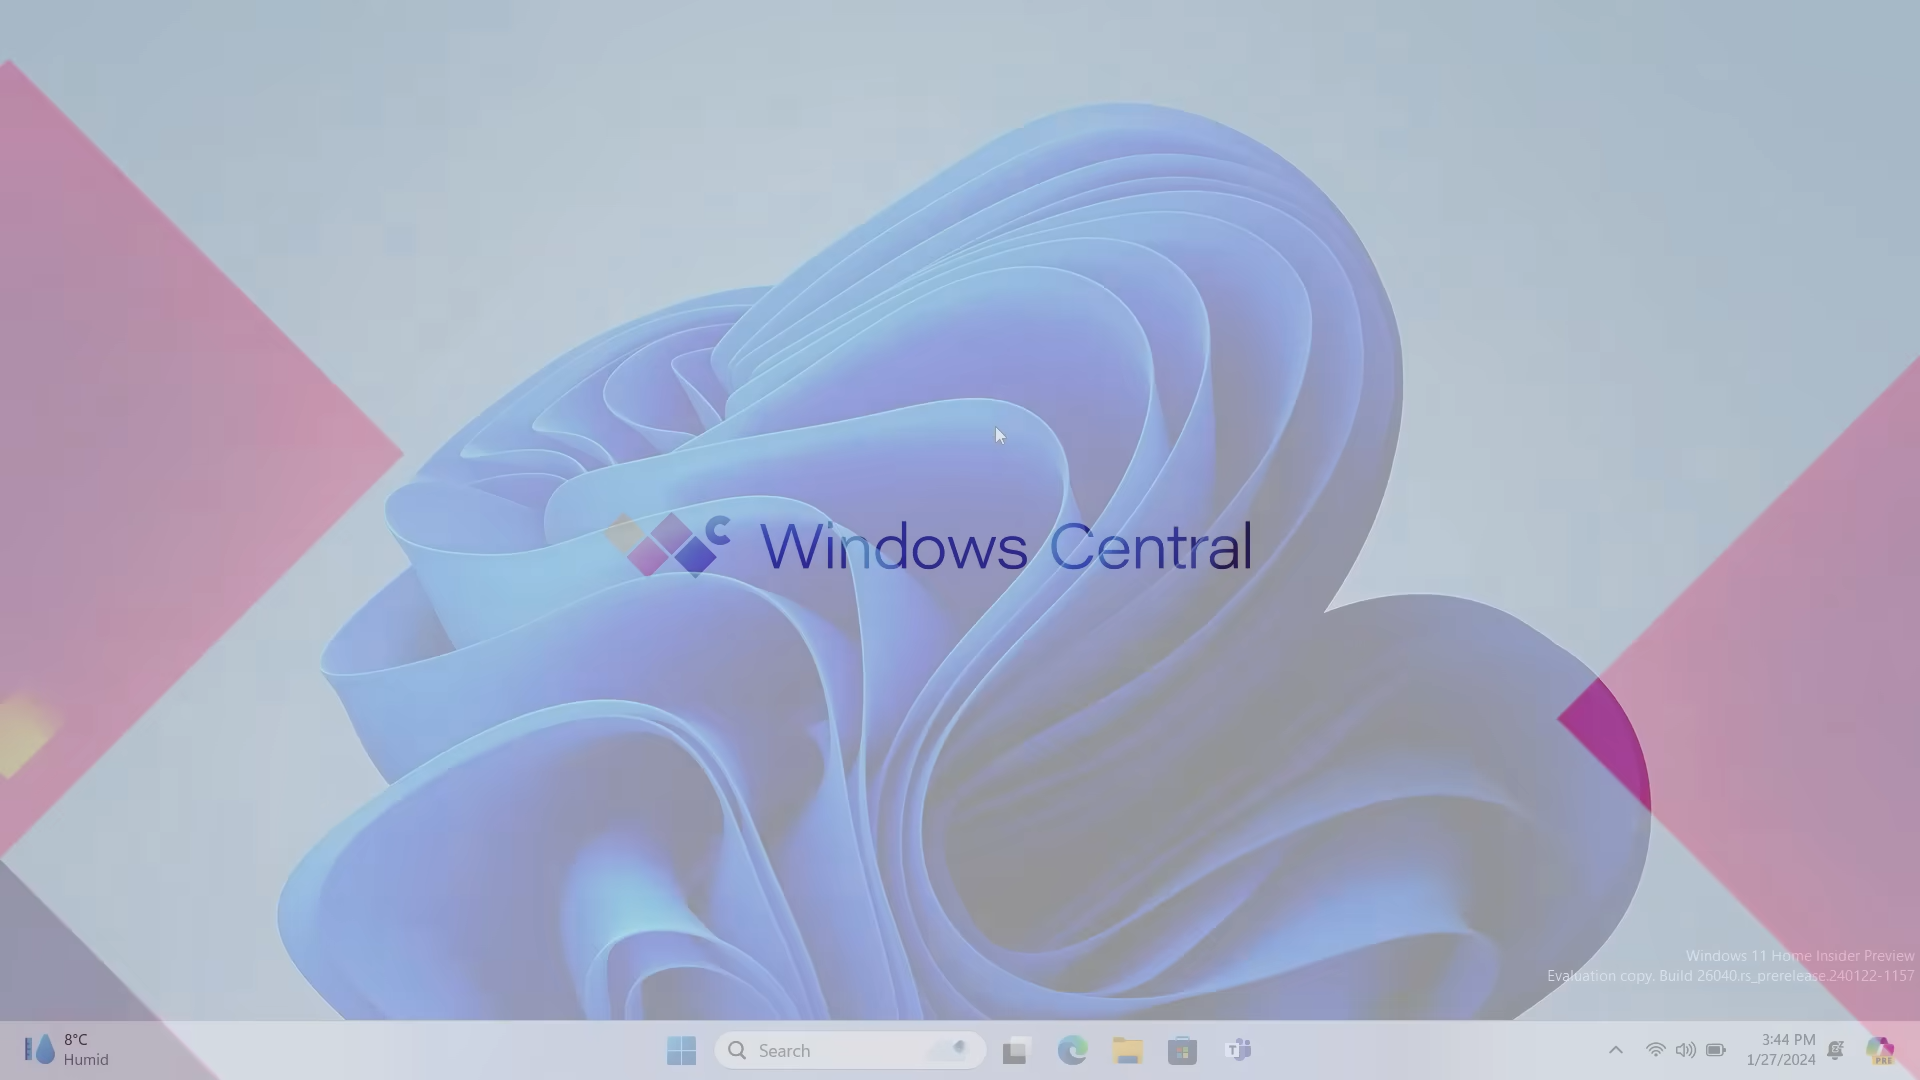 Windows Central
Windows 11 Home Insider Preview
Evaluation copy. Build 26040.rs_prerelease.240122-1157
8°C
Humid
Search
T
3:44 PM
1/27/2024
PRE